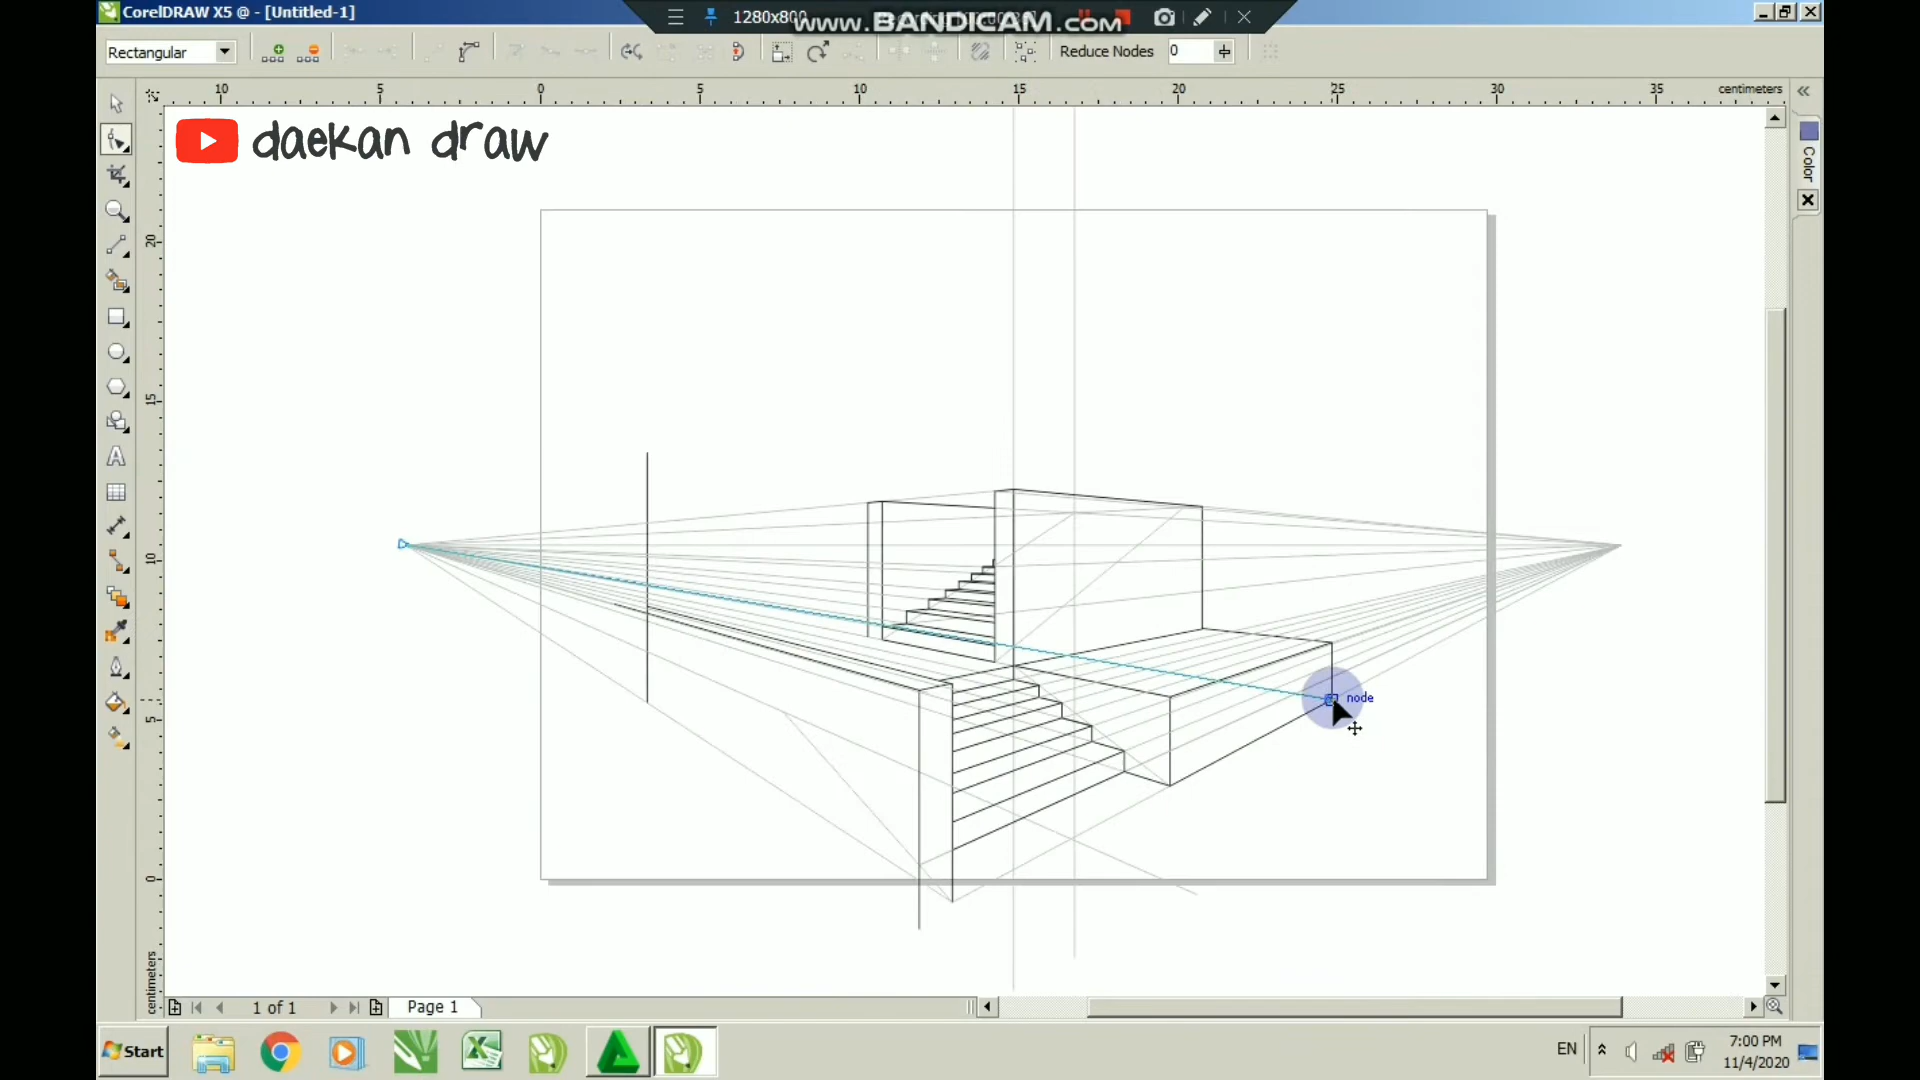 CorelDRAW X5 @ - [Untitled-1]
1280x800
www.BANDICAM.com
Rectangular
Reduce Nodes 0
10 5 0 5 10 15 20 25 30 35 centimeters
daekan draw
Color
20
15
10
5
0
centimeters
node
1 of 1
Page 1
Start
EN
7:00 PM
11/4/2020